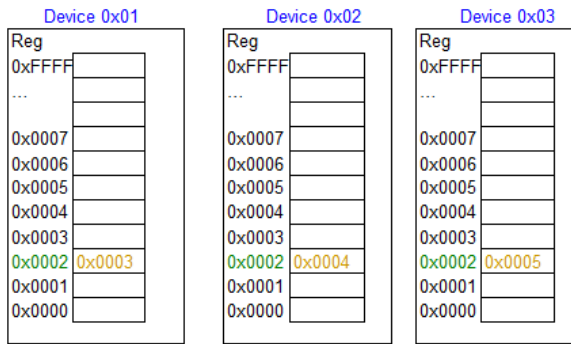 Device 0x01 Device 0x02 Device 0x03
Reg Reg Reg
0xFFFF 0xFFFF 0xFFFF
... ... ...
0x0007 0x0007 0x0007
0x0006 0x0006 0x0006
0x0005 0x0005 0x0005
0x0004 0x0004 0x0004
0x0003 0x0003 0x0003
0x0002 0x0003 0x0002 0x0004 0x0002 0x0005
0x0001 0x0001 0x0001
0x0000 0x0000 0x0000